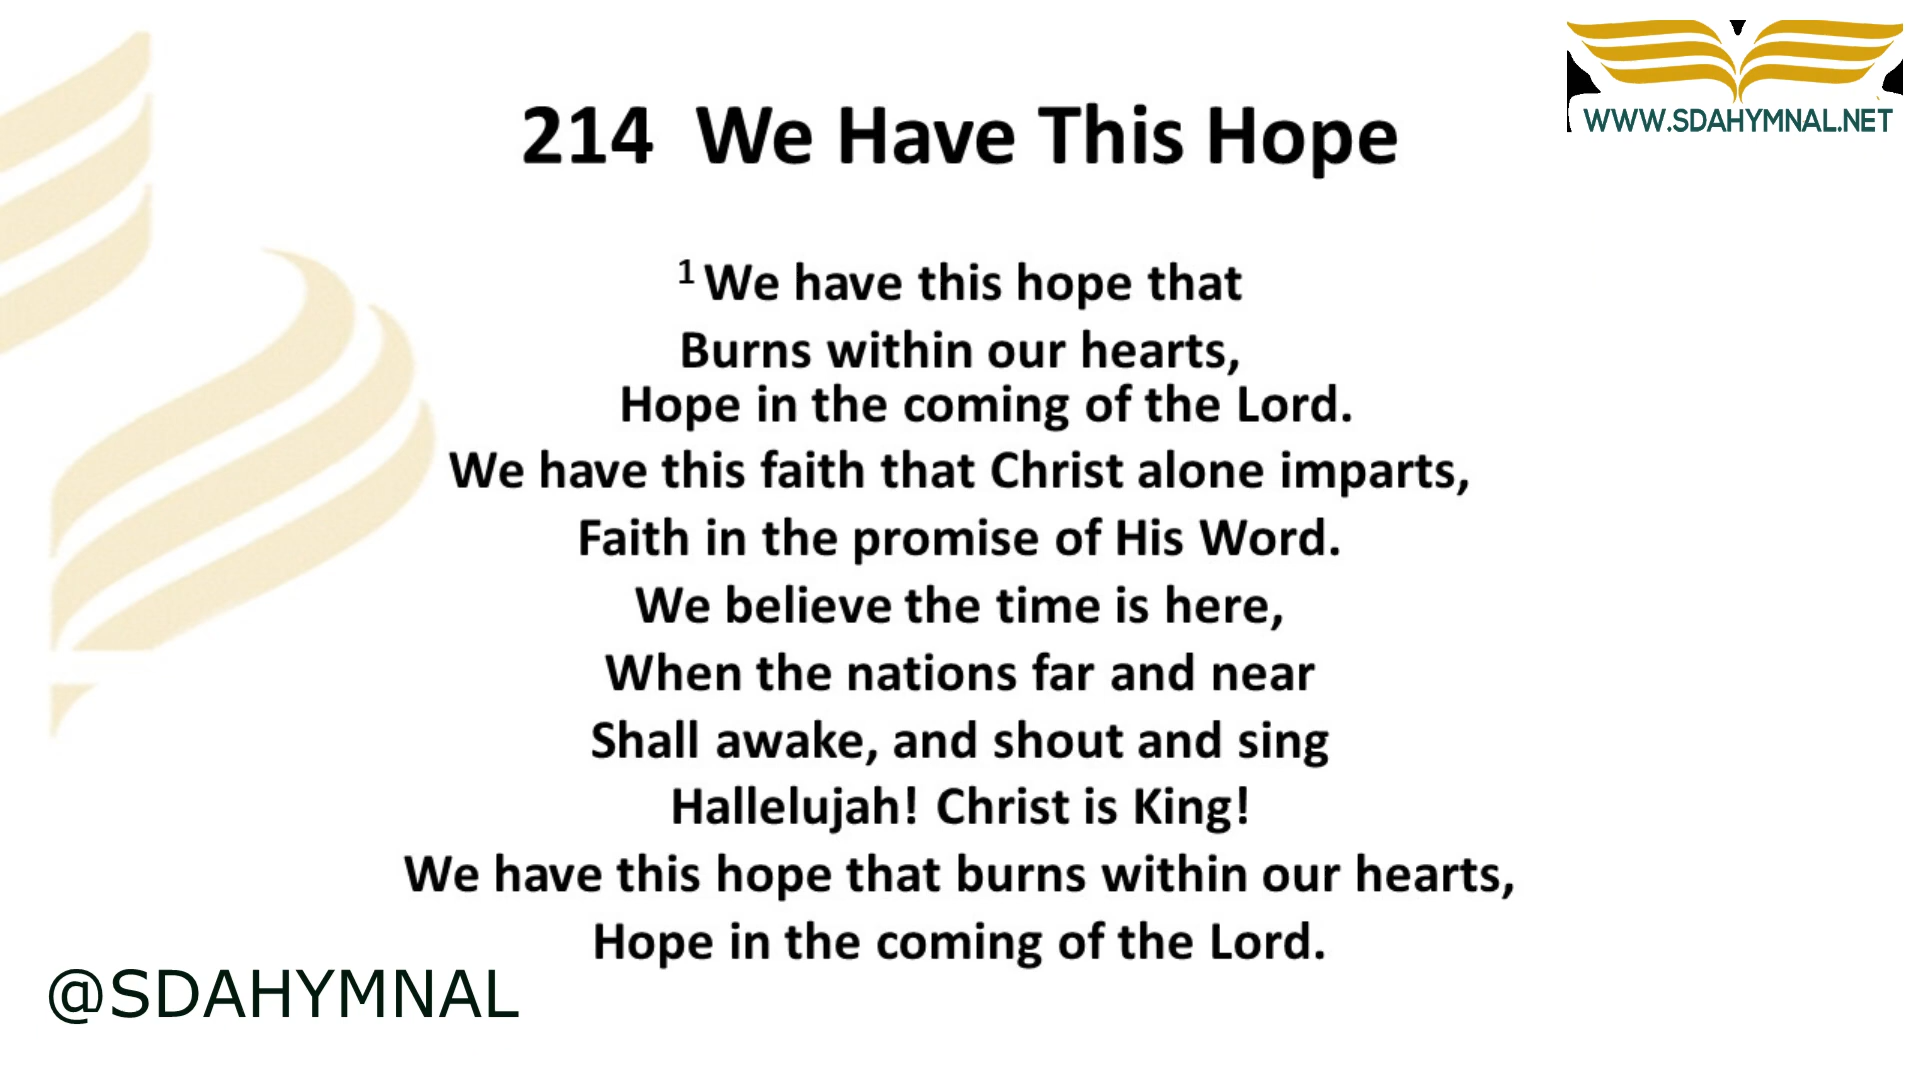 WWW.SDAHYMNAL.NET
214 We Have This Hope
1 We have this hope that
Burns within our hearts,
Hope in the coming of the Lord.
We have this faith that Christ alone imparts,
Faith in the promise of His Word.
We believe the time is here,
When the nations far and near
Shall awake, and shout and sing
Hallelujah! Christ is King!
We have this hope that burns within our hearts,
Hope in the coming of the Lord.
@SDAHYMNAL